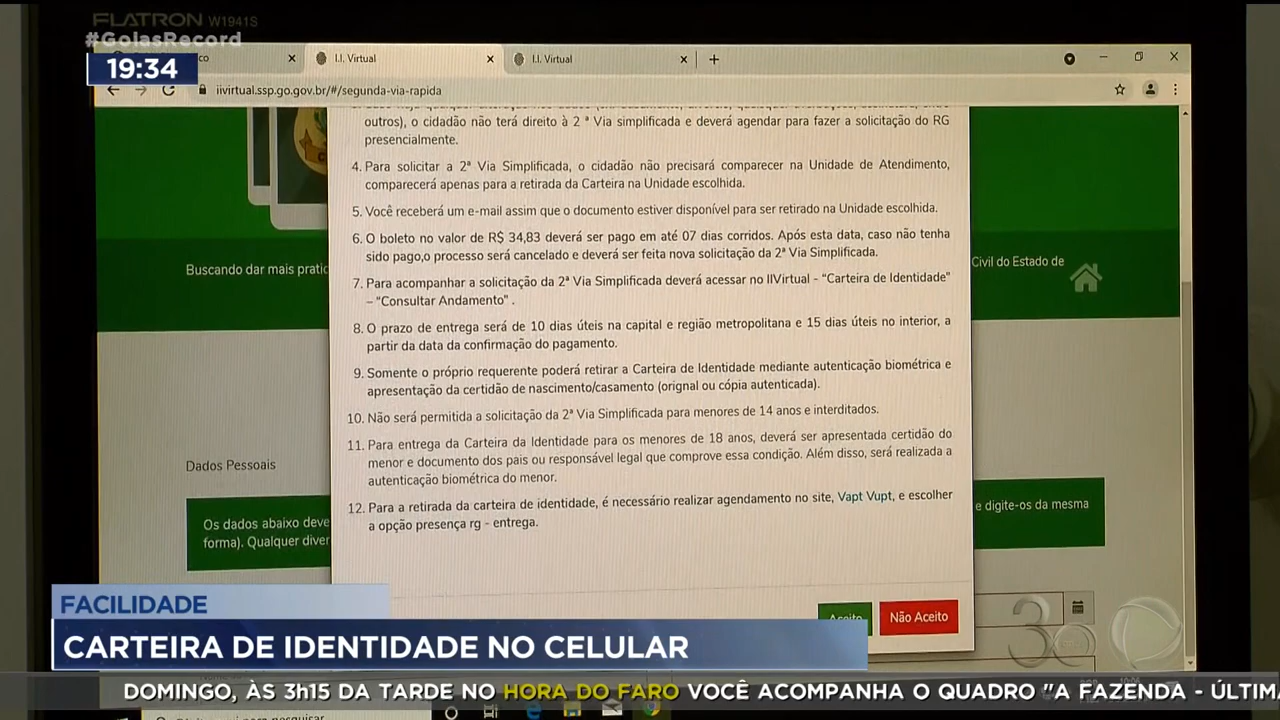 FLATRON W1941S
#GoiasRecord
19:34
co
I.I. Virtual
I.I. Virtual
iivirtual.ssp.go.gov.br/#/segunda-via-rapida
outros), o cidadão não terá direito à 2 ª Via simplificada e deverá agendar para fazer a solicitação do RG
presencialmente.
4. Para solicitar a 2ª Via Simplificada, o cidadão não precisará comparecer na Unidade de Atendimento,
comparecerá apenas para a retirada da Carteira na Unidade escolhida.
5. Você receberá um e-mail assim que o documento estiver disponível para ser retirado na Unidade escolhida.
6. O boleto no valor de R$ 34,83 deverá ser pago em até 07 dias corridos. Após esta data, caso não tenha
sido pago,o processo será cancelado e deverá ser feita nova solicitação da 2ª Via Simplificada.
Buscando dar mais pratic
Civil do Estado de
7. Para acompanhar a solicitação da 2ª Via Simplificada deverá acessar no IIVirtual - "Carteira de Identidade"
– "Consultar Andamento" .
8. O prazo de entrega será de 10 dias úteis na capital e região metropolitana e 15 dias úteis no interior, a
partir da data da confirmação do pagamento.
9. Somente o próprio requerente poderá retirar a Carteira de Identidade mediante autenticação biométrica e
apresentação da certidão de nascimento/casamento (orignal ou cópia autenticada).
10. Não será permitida a solicitação da 2ª Via Simplificada para menores de 14 anos e interditados.
11. Para entrega da Carteira da Identidade para os menores de 18 anos, deverá ser apresentada certidão do
menor e documento dos pais ou responsável legal que comprove essa condição. Além disso, será realizada a
autenticação biométrica do menor.
Dados Pessoais
12. Para a retirada da carteira de identidade, é necessário realizar agendamento no site, Vapt Vupt, e escolher
a opção presença rg - entrega.
Os dados abaixo deve
forma). Qualquer diver
e digite-os da mesma
Aceito
Não Aceito
FACILIDADE
CARTEIRA DE IDENTIDADE NO CELULAR
DOMINGO, ÀS 3h15 DA TARDE NO HORA DO FARO VOCÊ ACOMPANHA O QUADRO "A FAZENDA - ÚLTIMA